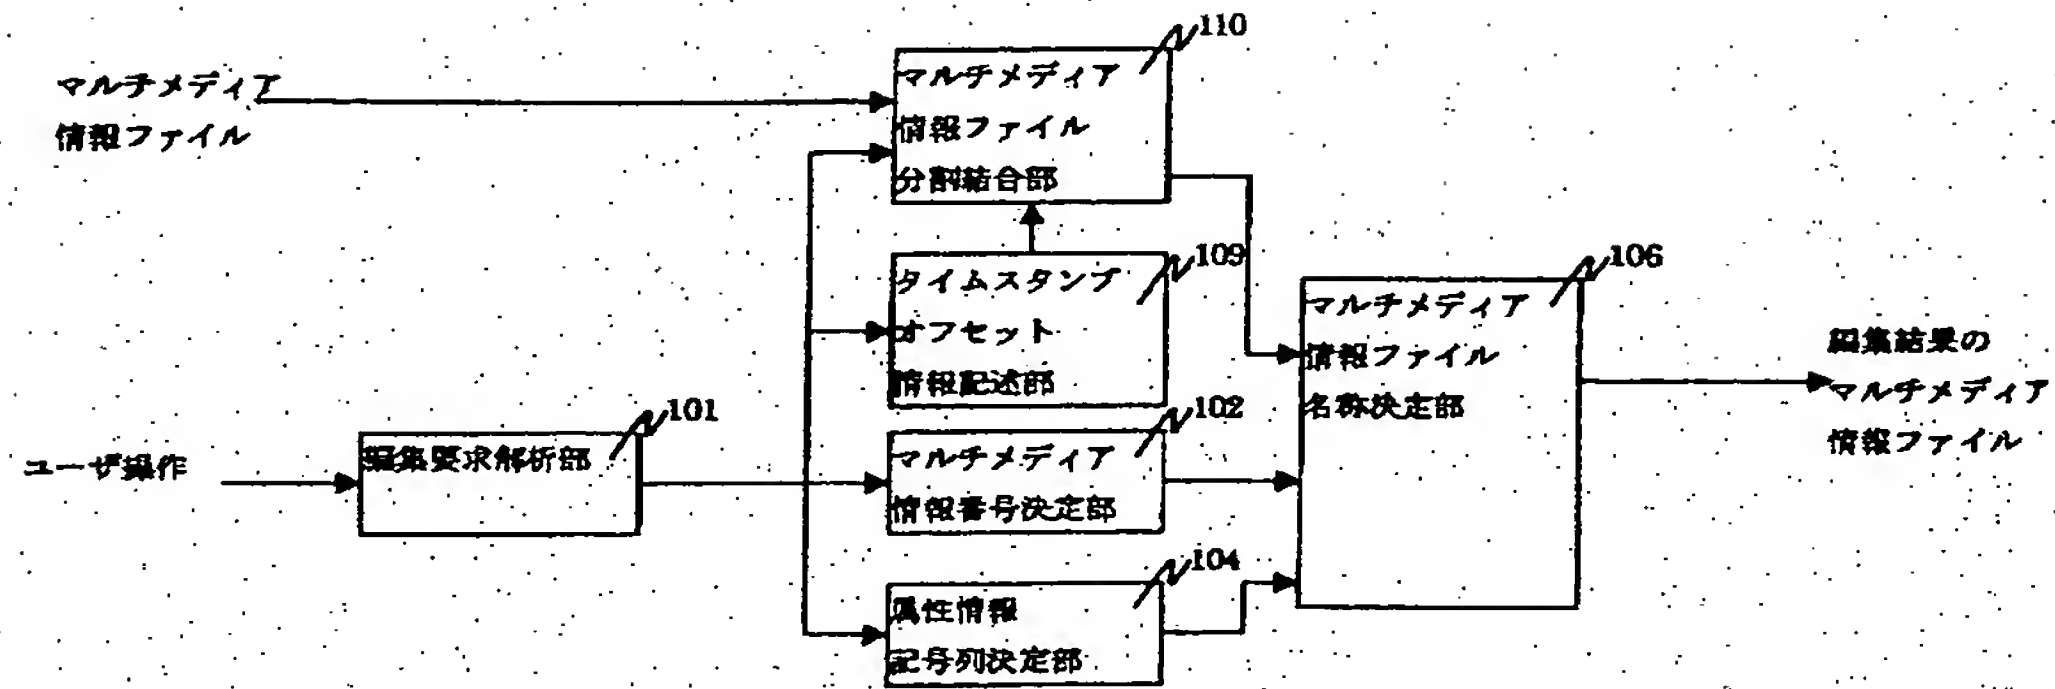 マルチメディア
情報ファイル
110
マルチメディア
情報ファイル
分割結合部
109
タイムスタンプ
オフセット
情報記述部
106
マルチメディア
情報ファイル
名称決定部
編集結果の
マルチメディア
情報ファイル
ユーザ操作
101
編集要求解析部
102
マルチメディア
情報番号決定部
104
属性情報
記号列決定部